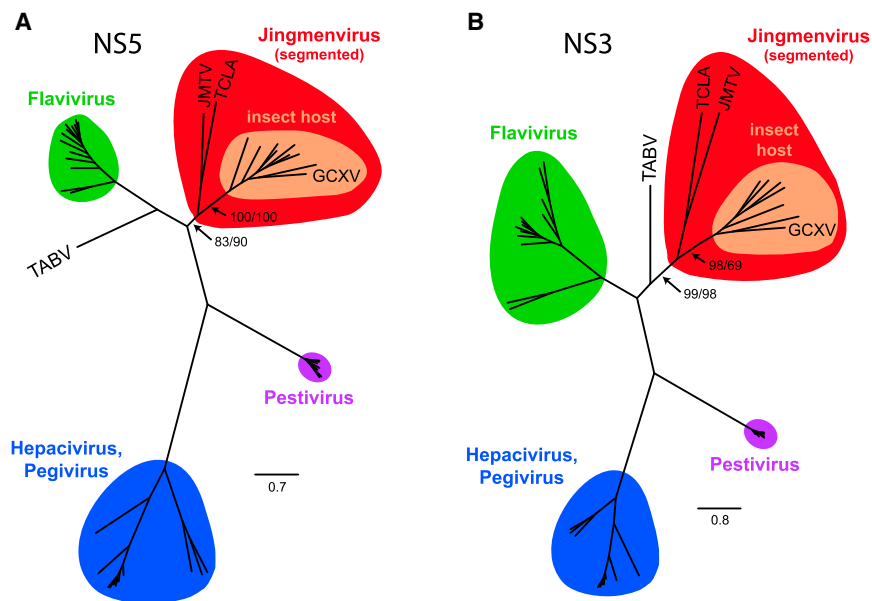 A
NS5
Jingmenvirus
(segmented)
Flavivirus
JMTV
TCLA
insect host
GCXV
100/100
83/90
TABV
Pestivirus
Hepacivirus,
Pegivirus
0.7
B
NS3
Jingmenvirus
(segmented)
Flavivirus
TABV
TCLA
JMTV
insect
host
GCXV
98/69
99/98
Pestivirus
Hepacivirus,
Pegivirus
0.8